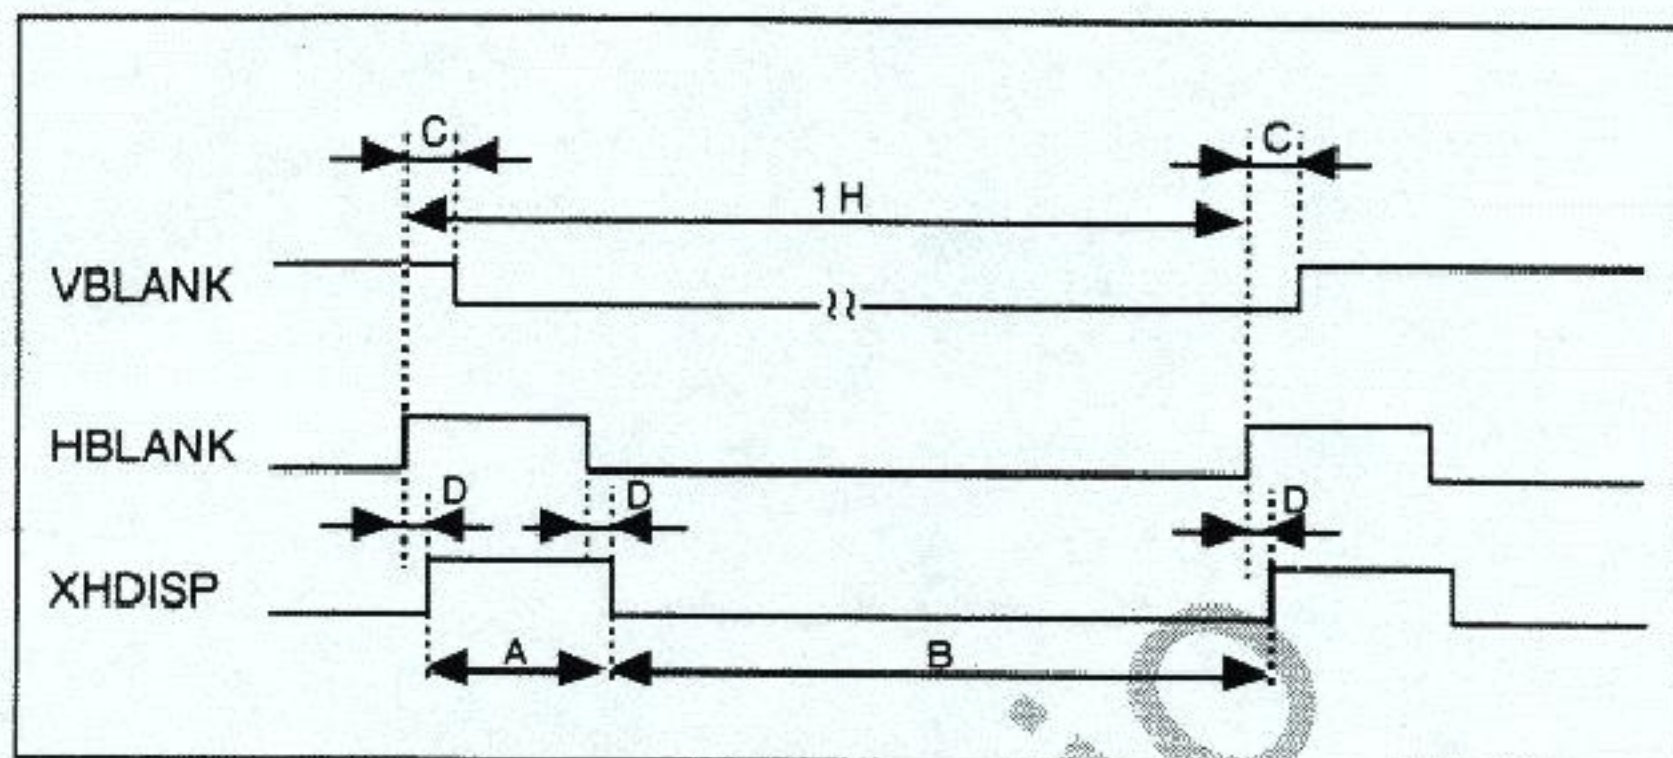 C C
1 H
VBLANK
HBLANK
D D D
XHDISP
A B